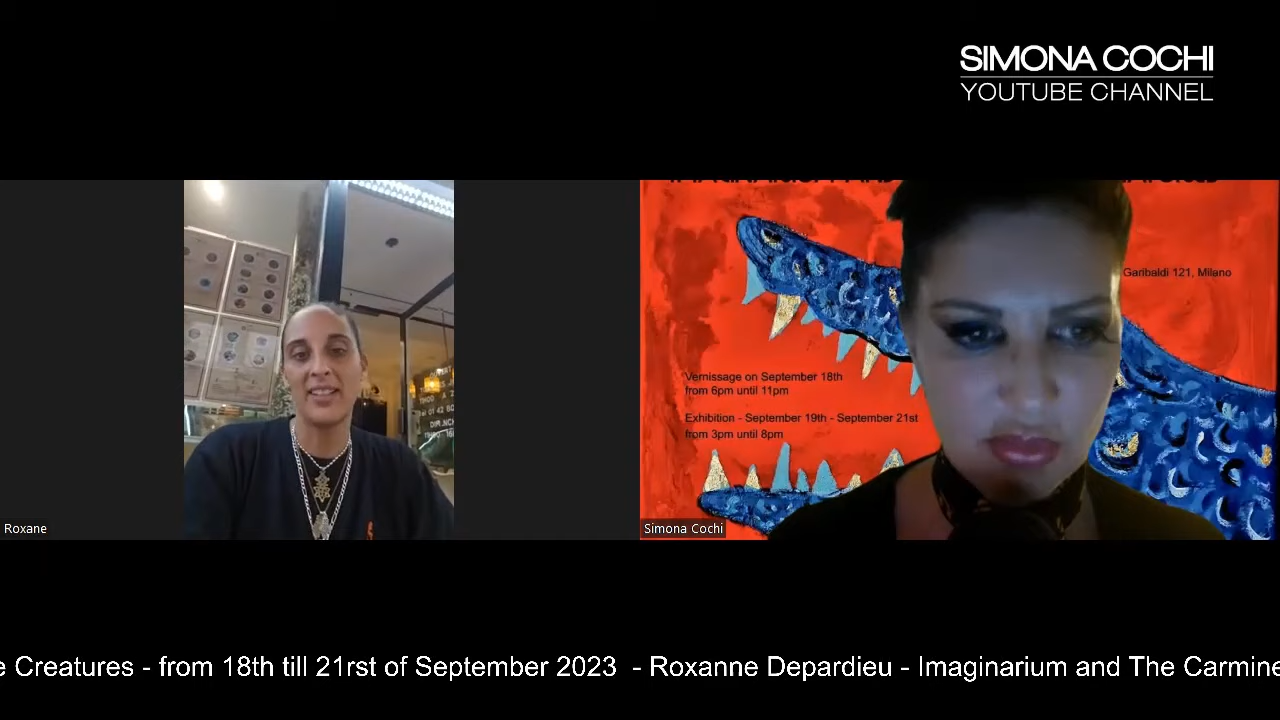 SIMONA COCHI
YOUTUBE CHANNEL
Garibaldi 121, Milano
Vernissage on September 18th
from 6pm until 11pm
Exhibition - September 19th - September 21st
from 3pm until 8pm
Roxane
Simona Cochi
e Creatures - from 18th till 21rst of September 2023 - Roxanne Depardieu - Imaginarium and The Carmine